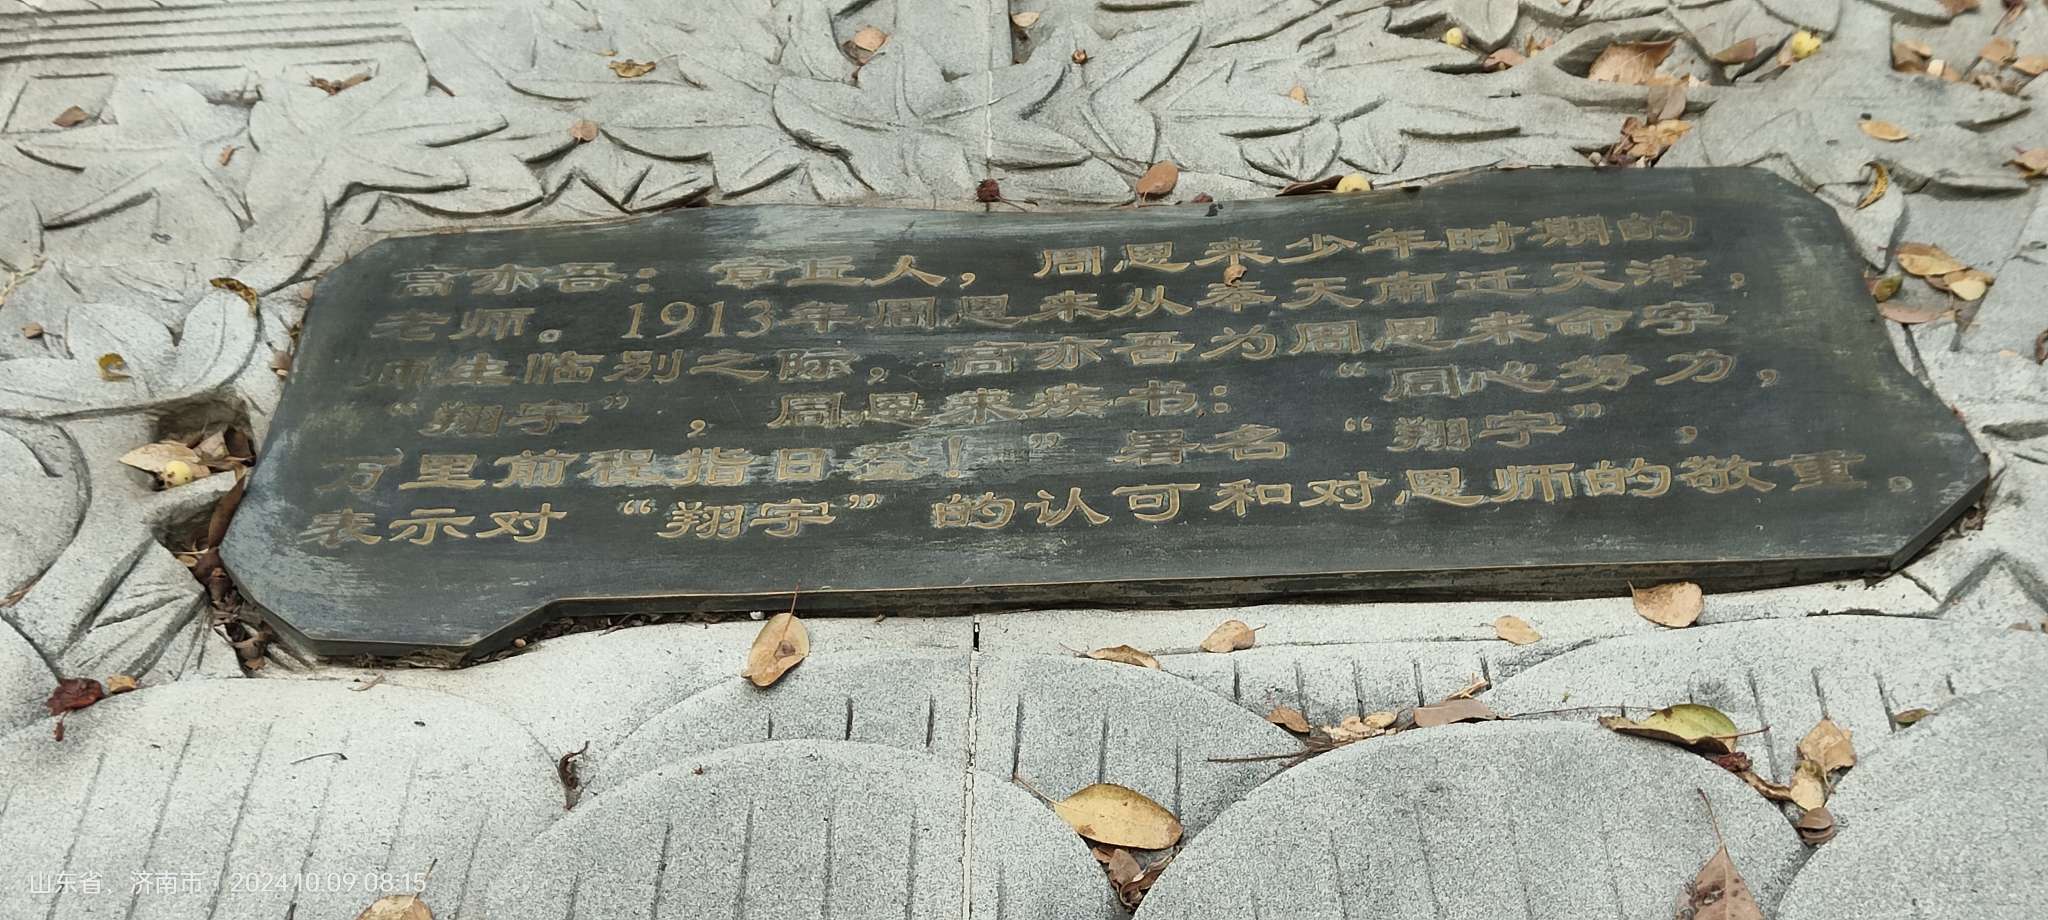 高亦吾：章丘人，周恩来少年时期的
老师。1913年周恩来从奉天南迁天津，
师生临别之际，高亦吾为周恩来命字
“翔宇”，周恩来疾书：“同心努力，
万里前程指日登！”署名“翔宇”，
表示对“翔宇”的认可和对恩师的敬重。
山东省、济南市 2024.10.09 08:15